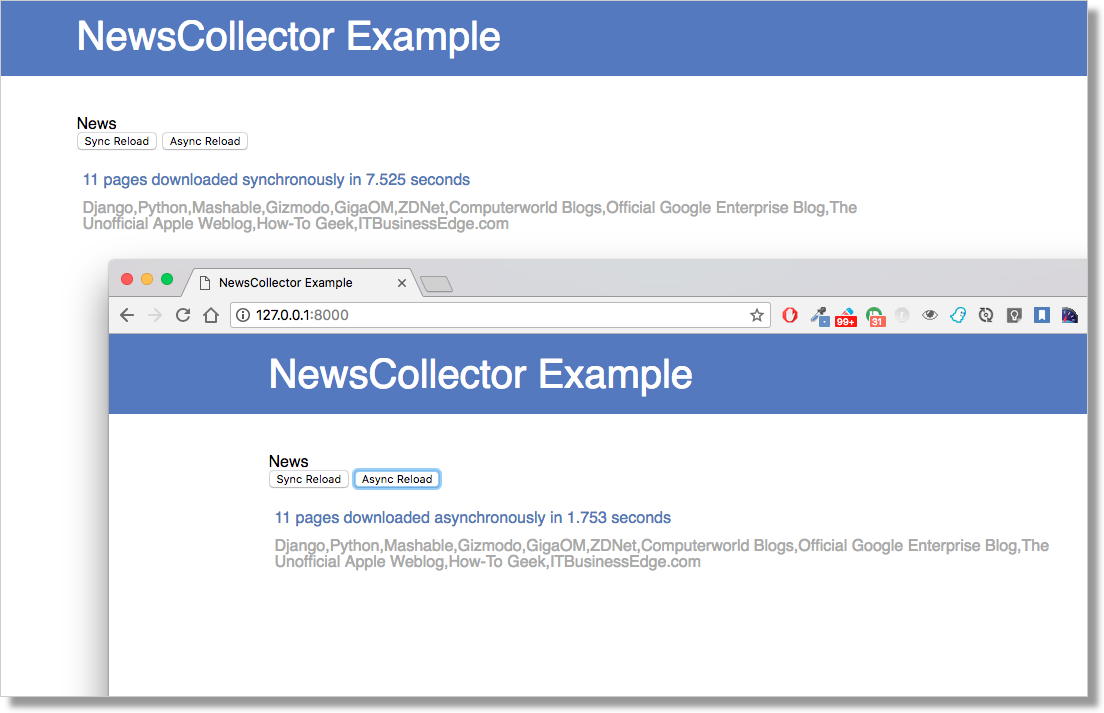 NewsCollector Example
News
Sync Reload Async Reload
11 pages downloaded synchronously in 7.525 seconds
Django,Python,Mashable,Gizmodo,GigaOM,ZDNet,Computerworld Blogs,Official Google Enterprise Blog,The
Unofficial Apple Weblog,How-To Geek,ITBusinessEdge.com
NewsCollector Example
127.0.0.1:8000
99+ 31
NewsCollector Example
News
Sync Reload Async Reload
11 pages downloaded asynchronously in 1.753 seconds
Django,Python,Mashable,Gizmodo,GigaOM,ZDNet,Computerworld Blogs,Official Google Enterprise Blog,The
Unofficial Apple Weblog,How-To Geek,ITBusinessEdge.com